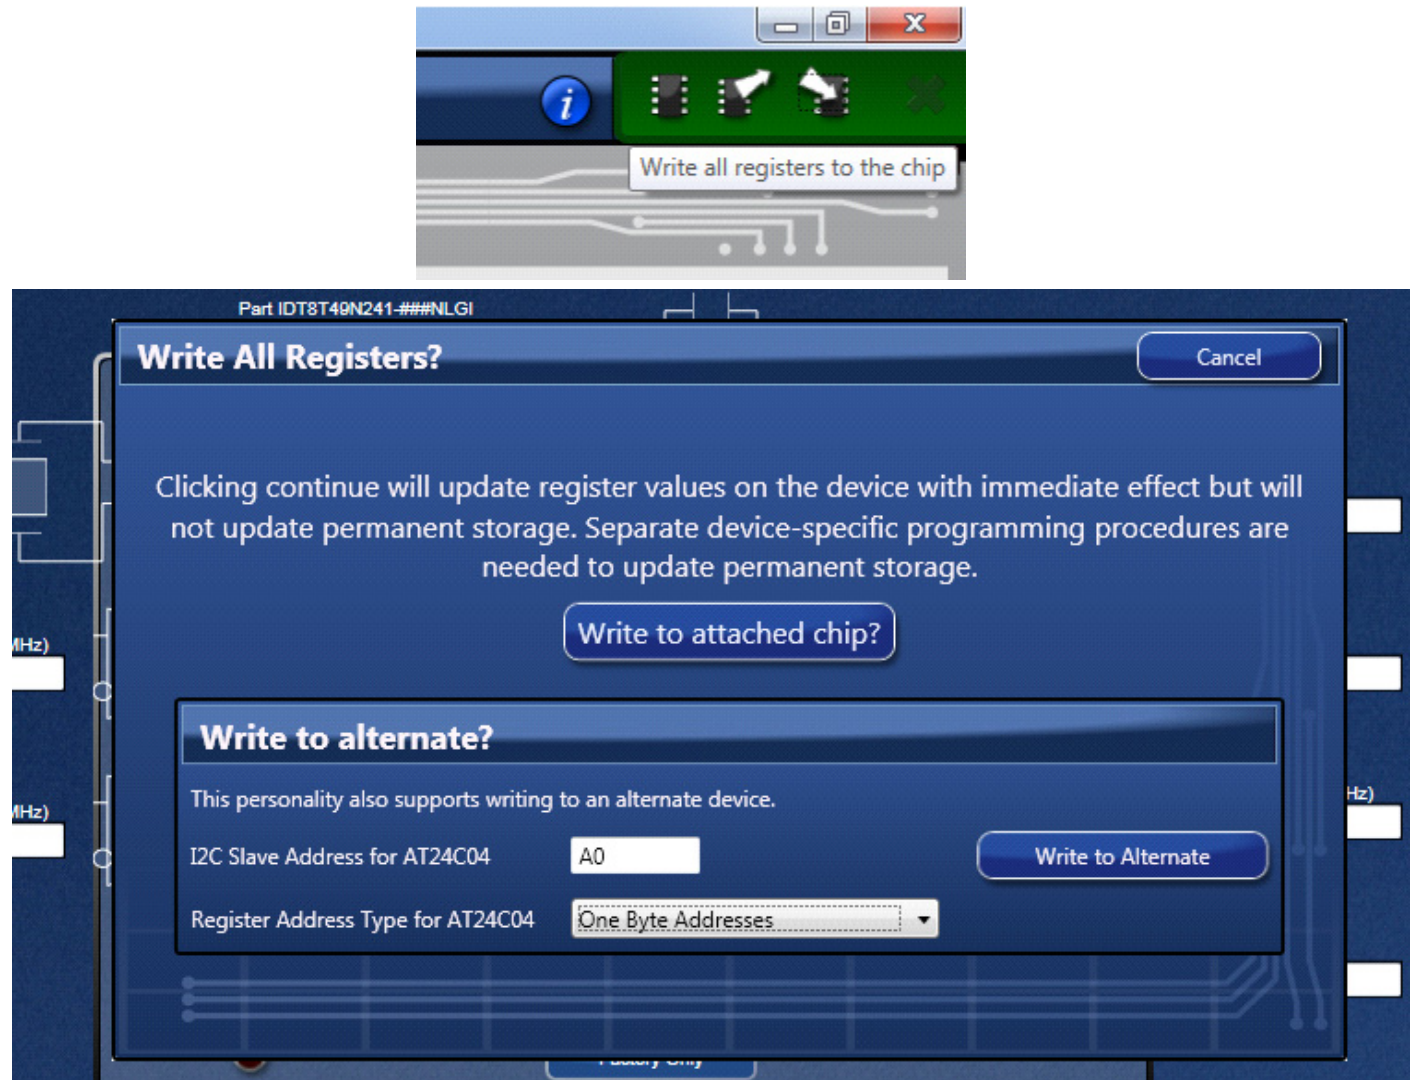 i
Write all registers to the chip
Part IDT8T49N241-###NLGI
Write All Registers?
Cancel
Clicking continue will update register values on the device with immediate effect but will
not update permanent storage. Separate device-specific programming procedures are
needed to update permanent storage.
Write to attached chip?
MHz)
Write to alternate?
This personality also supports writing to an alternate device.
Hz)
MHz)
I2C Slave Address for AT24C04
A0
Write to Alternate
Register Address Type for AT24C04
One Byte Addresses
Factory Only